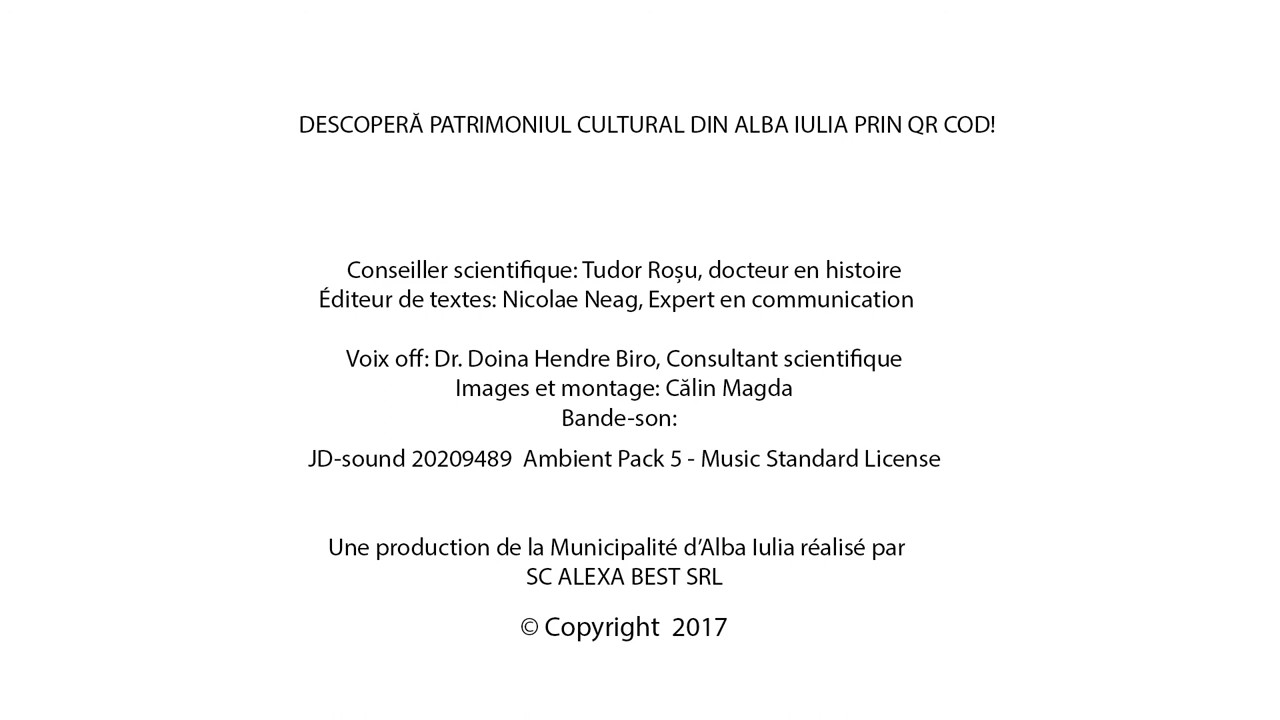 DESCOPERĂ PATRIMONIUL CULTURAL DIN ALBA IULIA PRIN QR COD!
Conseiller scientifique: Tudor Roșu, docteur en histoire
Éditeur de textes: Nicolae Neag, Expert en communication
Voix off: Dr. Doina Hendre Biro, Consultant scientifique
Images et montage: Călin Magda
Bande-son:
JD-sound 20209489 Ambient Pack 5 - Music Standard License
Une production de la Municipalité d’Alba Iulia réalisé par
SC ALEXA BEST SRL
© Copyright 2017